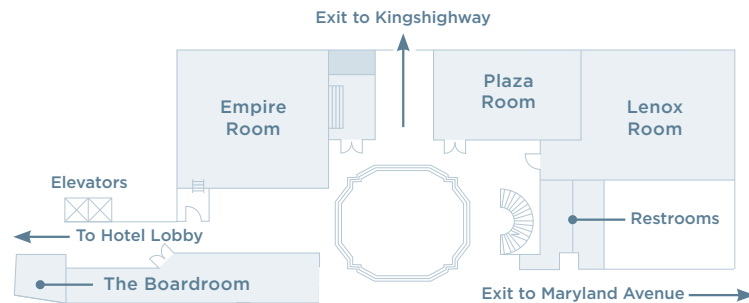 Exit to Kingshighway
Empire
Room
Plaza
Room
Lenox
Room
Elevators
To Hotel Lobby
Restrooms
The Boardroom
Exit to Maryland Avenue